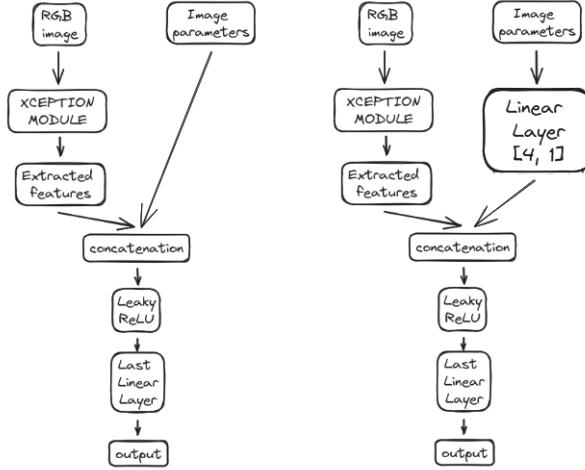 RGB
image
Image
parameters
XCEPTION
MODULE
Extracted
features
concatenation
Leaky
ReLU
Last
Linear
Layer
output
RGB
image
Image
parameters
XCEPTION
MODULE
Linear
Layer
[4, 1]
Extracted
features
concatenation
Leaky
ReLU
Last
Linear
Layer
output